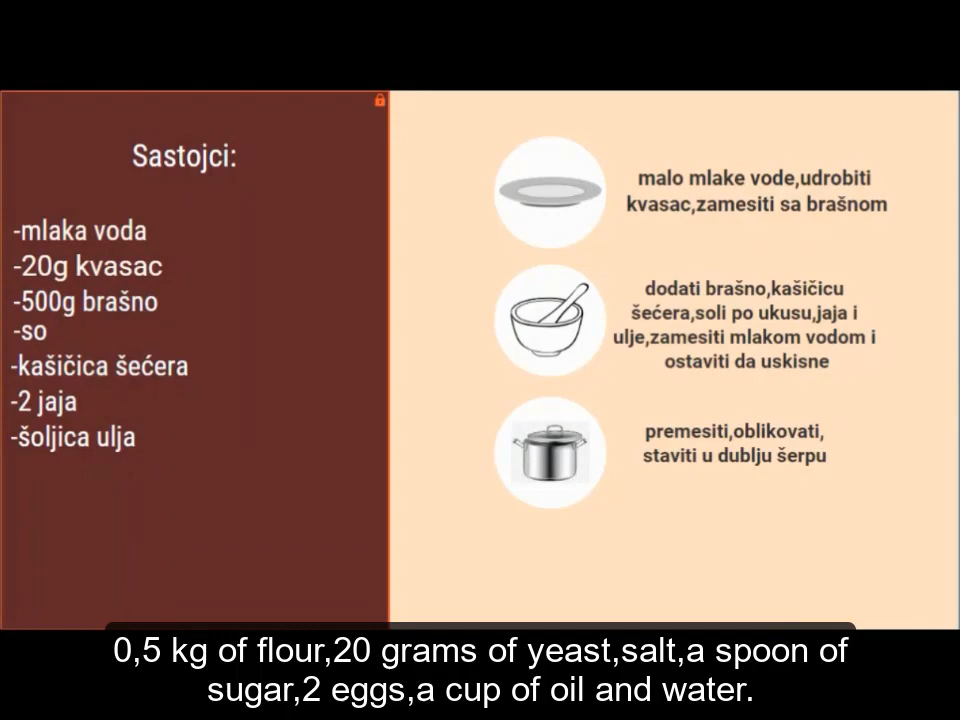 Sastojci:
-mlaka voda
-20g kvasac
-500g brašno
-so
-kašičica šećera
-2 jaja
-šoljica ulja
malo mlake vode,udrobiti
kvasac,zamesiti sa brašnom
dodati brašno,kašičicu
šećera,soli po ukusu,jaja i
ulje,zamesiti mlakom vodom i
ostaviti da uskisne
premesiti,oblikovati,
staviti u dublju šerpu
0,5 kg of flour,20 grams of yeast,salt,a spoon of
sugar,2 eggs,a cup of oil and water.